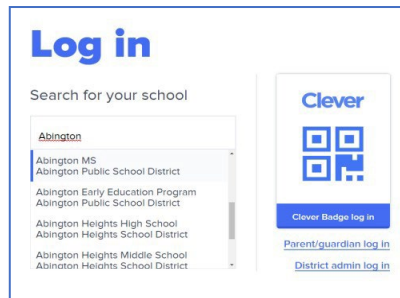 Log in
Search for your school
Abington
Abington MS
Abington Public School District
Abington Early Education Program
Abington Public School District
Abington Heights High School
Abington Heights School District
Abington Heights Middle School
Abington Heights School District
Clever
Clever Badge log in
Parent/guardian log in
District admin log in